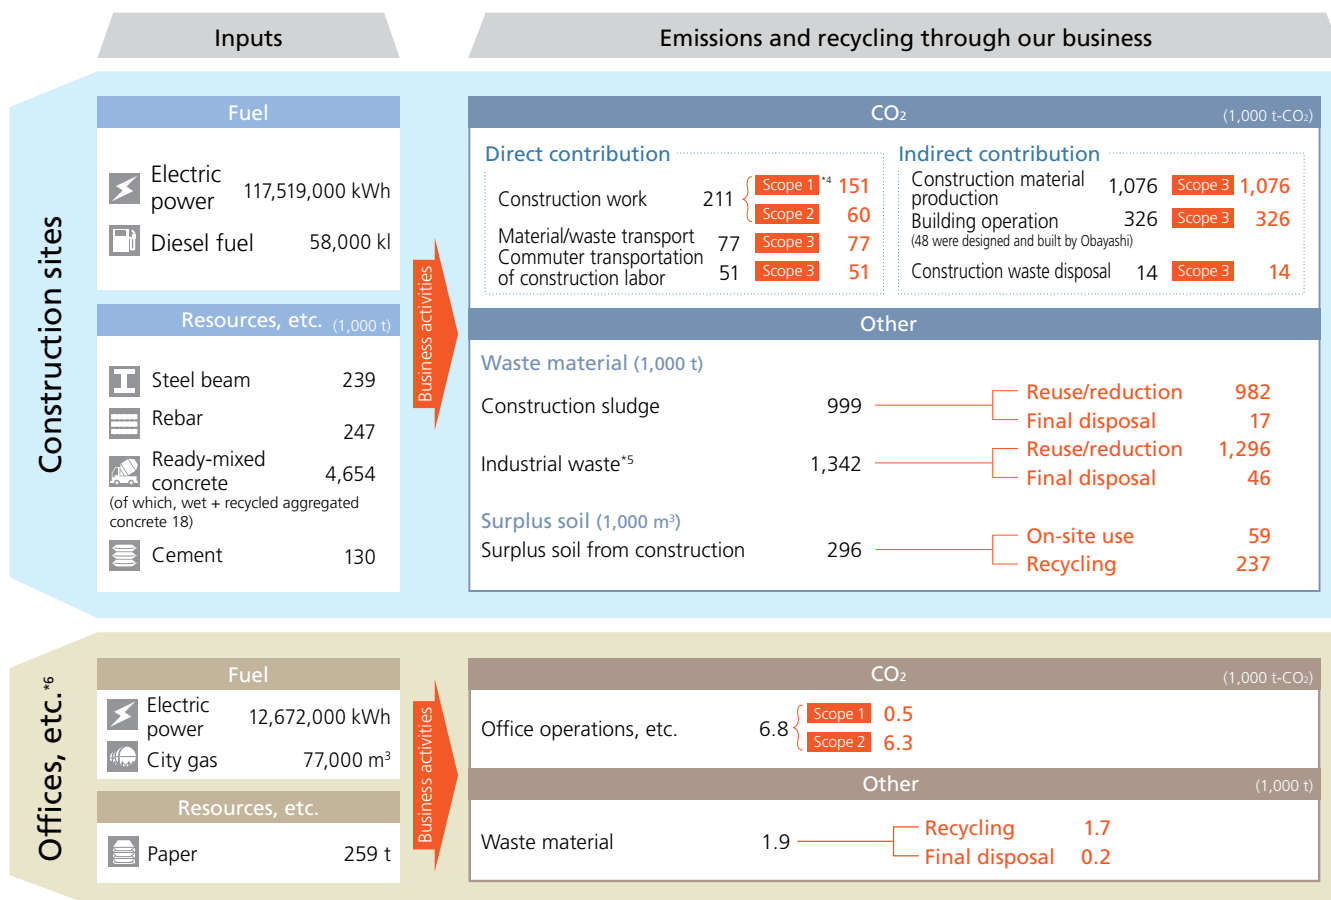 Inputs
Emissions and recycling through our business
Construction sites
Fuel
Electric
power
117,519,000 kWh
Diesel fuel 58,000 kl
Resources, etc. (1,000 t)
Steel beam 239
Rebar 247
Ready-mixed
concrete 4,654
(of which, wet + recycled aggregated
concrete 18)
Cement 130
Business activities
CO₂ (1,000 t-CO₂)
Direct contribution
Construction work 211
Scope 1 *4 151
Scope 2 60
Material/waste transport 77 Scope 3 77
Commuter transportation
of construction labor 51 Scope 3 51
Indirect contribution
Construction material
production 1,076 Scope 3 1,076
Building operation 326 Scope 3 326
(48 were designed and built by Obayashi)
Construction waste disposal 14 Scope 3 14
Other
Waste material (1,000 t)
Construction sludge 999
Reuse/reduction 982
Final disposal 17
Industrial waste*5 1,342
Reuse/reduction 1,296
Final disposal 46
Surplus soil (1,000 m³)
Surplus soil from construction 296
On-site use 59
Recycling 237
Offices, etc.*6
Fuel
Electric
power
12,672,000 kWh
City gas 77,000 m³
Resources, etc.
Paper 259 t
Business activities
CO₂ (1,000 t-CO₂)
Office operations, etc. 6.8
Scope 1 0.5
Scope 2 6.3
Other (1,000 t)
Waste material 1.9
Recycling 1.7
Final disposal 0.2